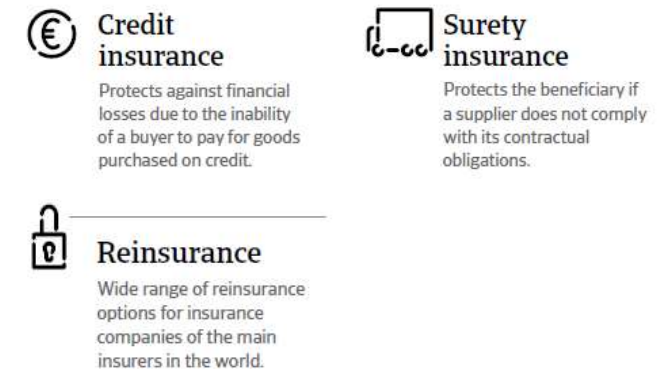 Credit
insurance
Protects against financial
losses due to the inability
of a buyer to pay for goods
purchased on credit.
Surety
insurance
Protects the beneficiary if
a supplier does not comply
with its contractual
obligations.
Reinsurance
Wide range of reinsurance
options for insurance
companies of the main
insurers in the world.